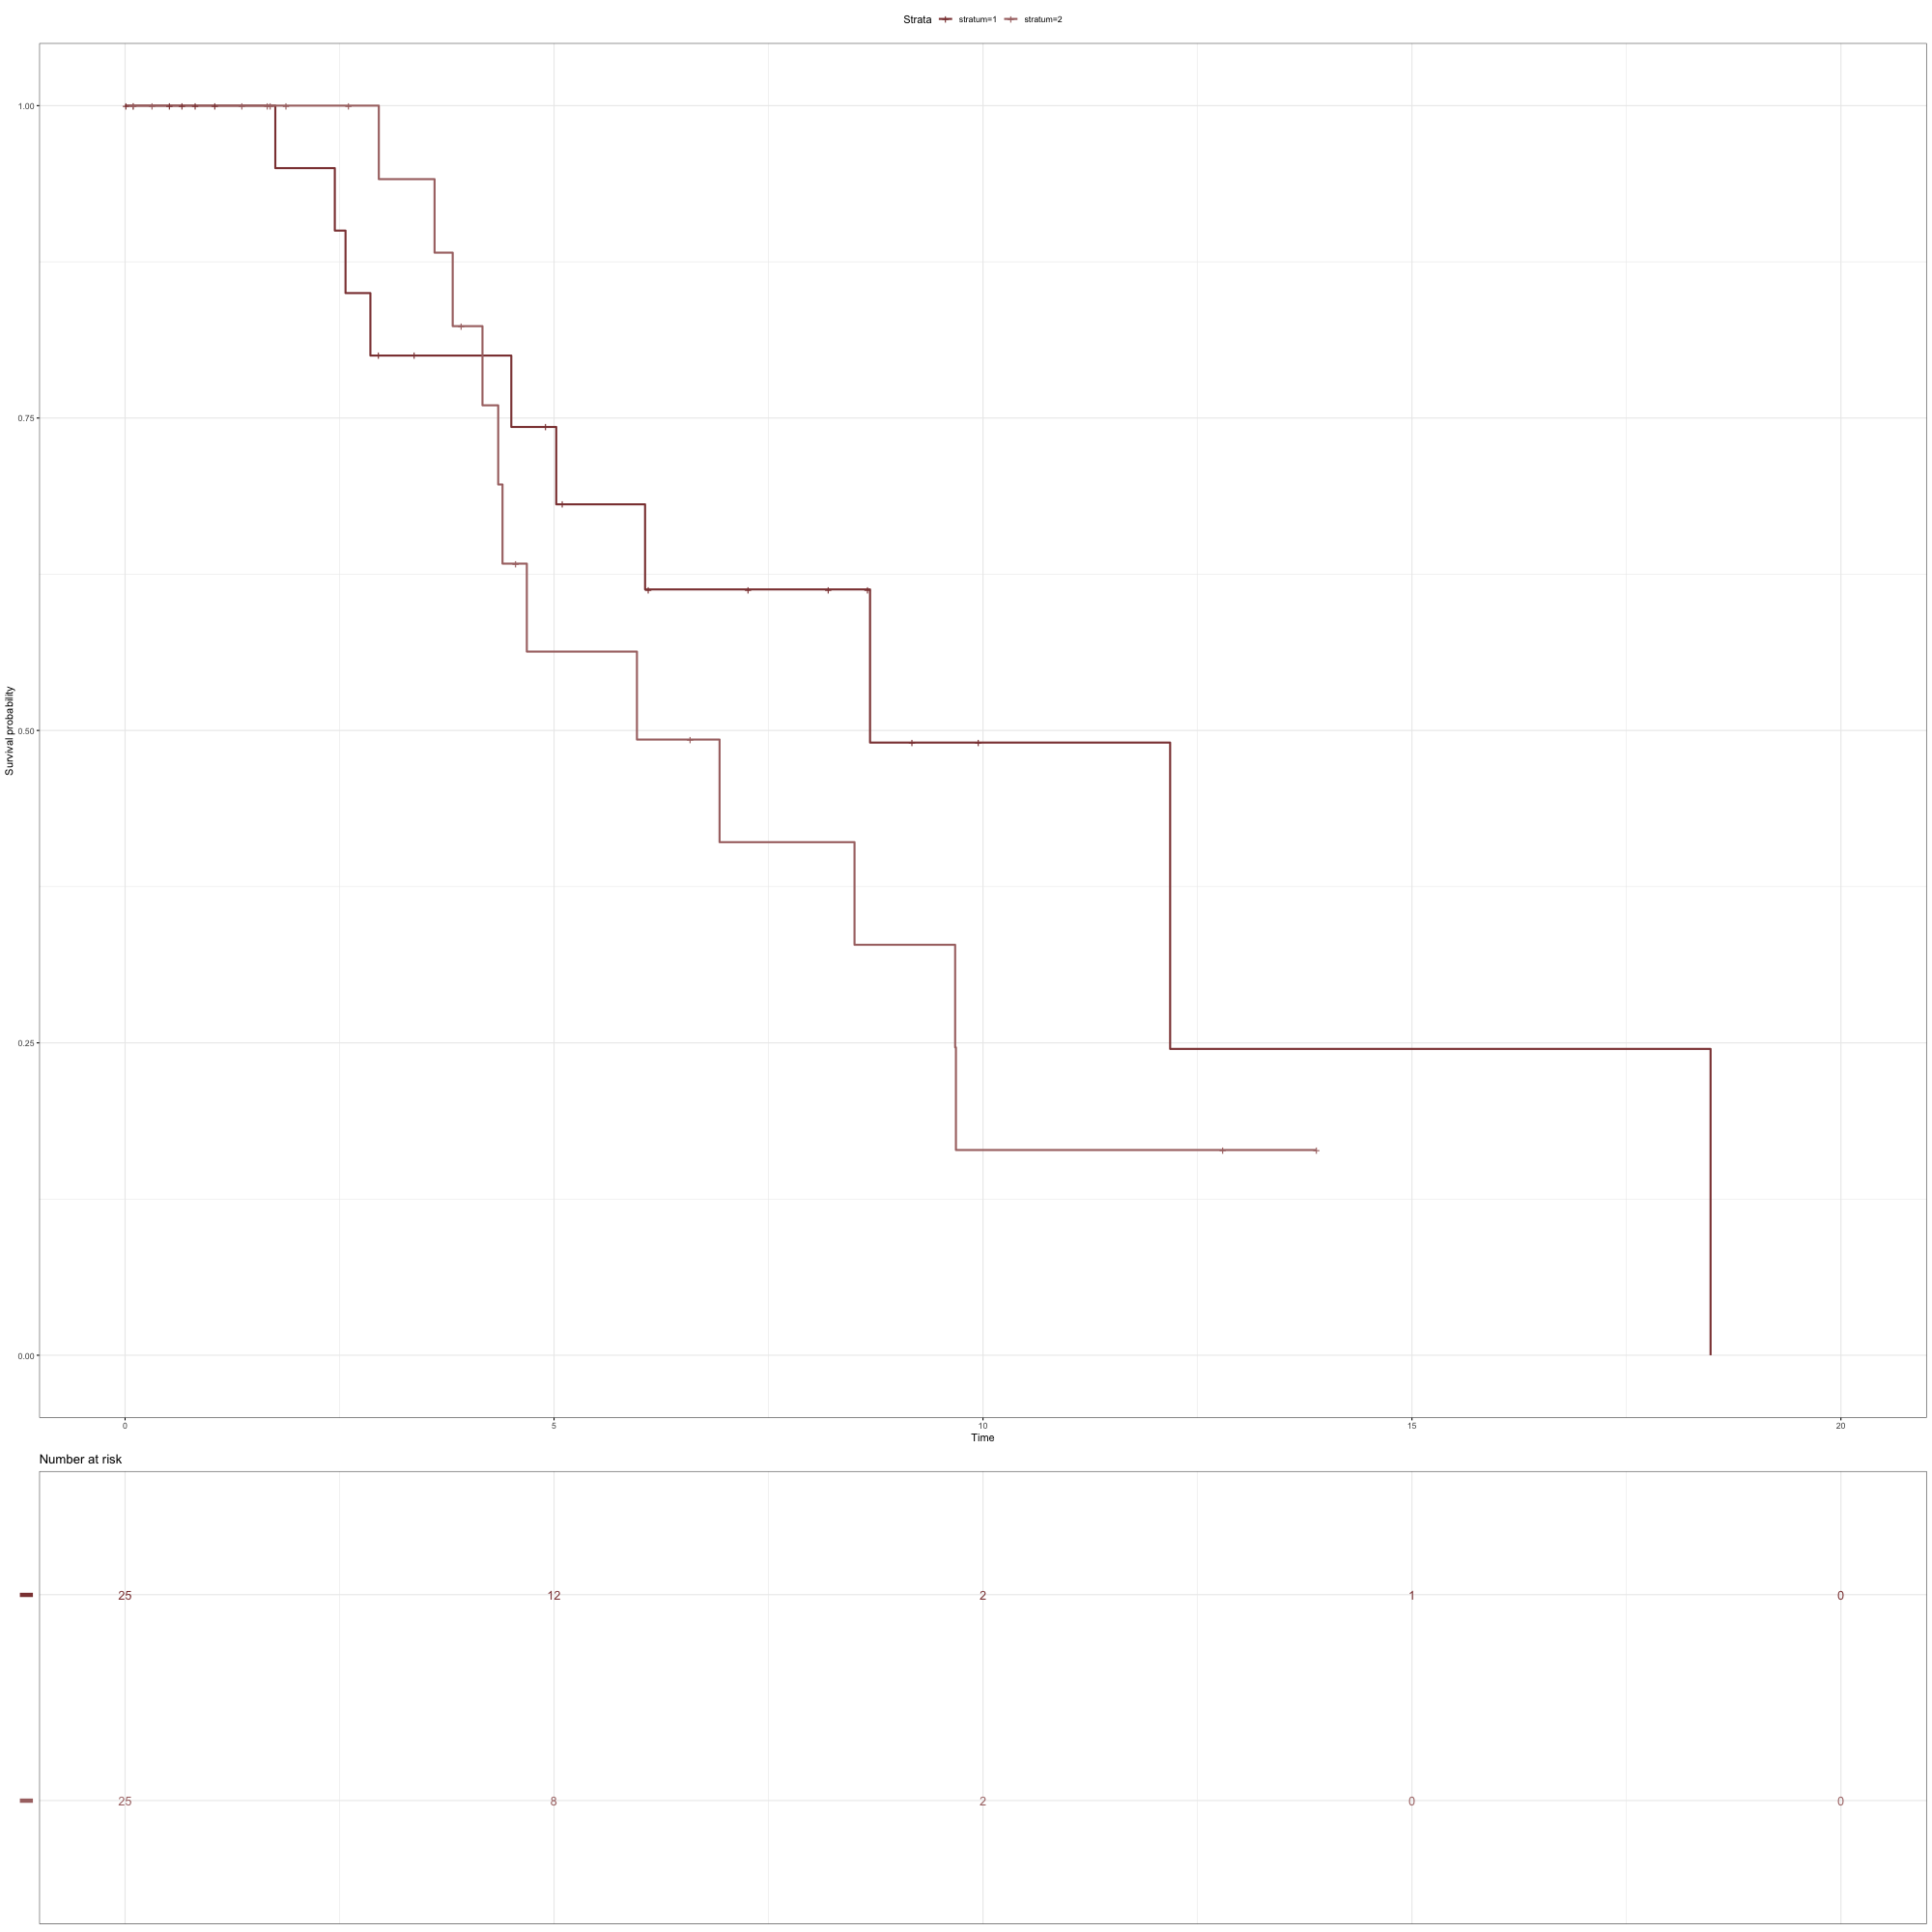 Strata stratum=1 stratum=2
1.00
0.75
0.50
0.25
0.00
Survival probability
0 5 10 15 20
Time
Number at risk
25 12 2 1 0
25 8 2 0 0